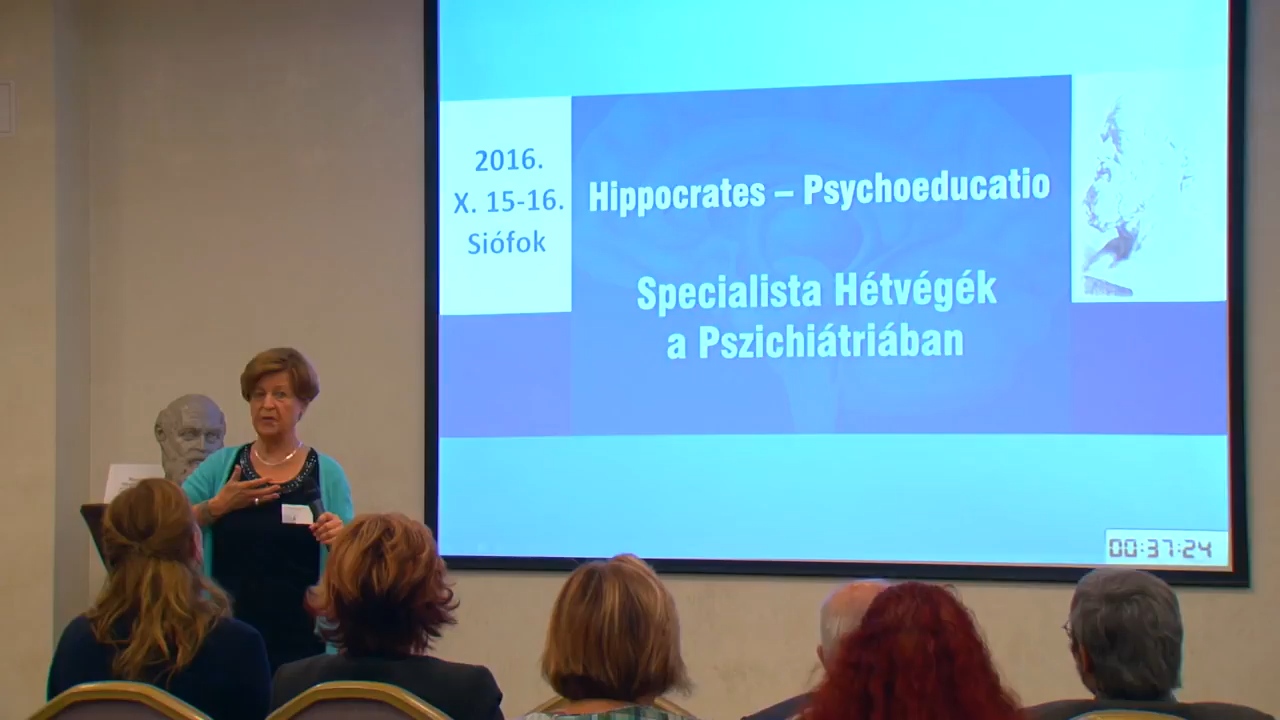 2016.
X. 15-16.
Siófok
Hippocrates – Psychoeducatio
Specialista Hétvégék
a Pszichiátriában
00:37:24